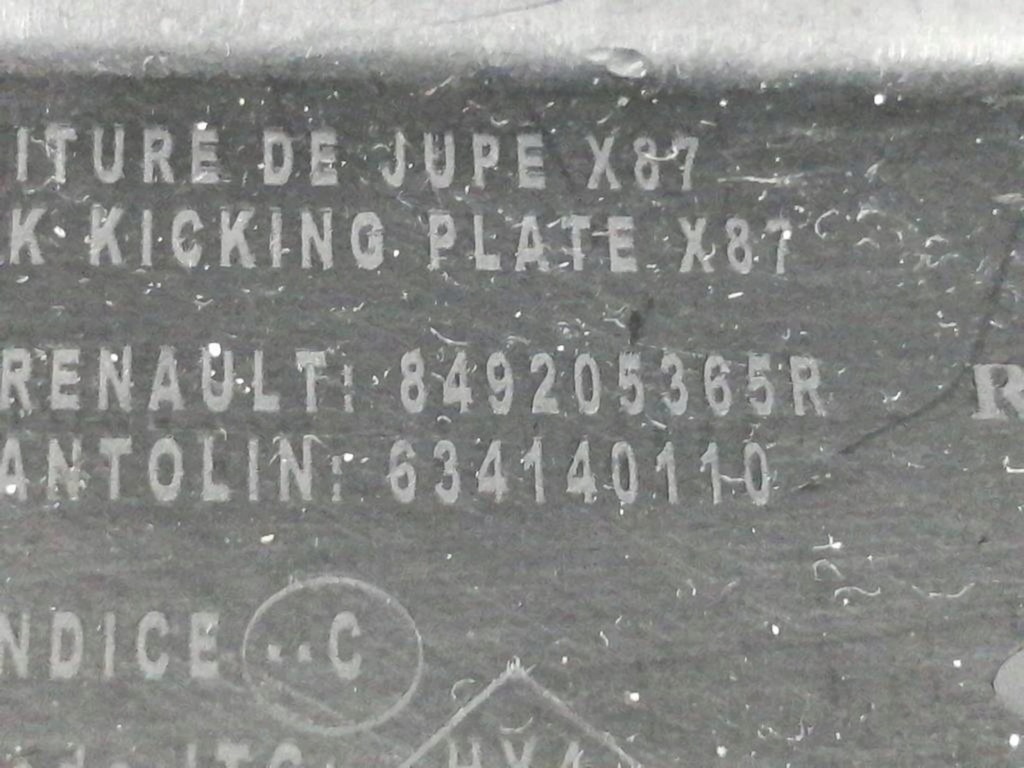 ITURE DE JUPE X87
K KICKING PLATE X87
RENAULT: 849205365R
R
ANTOLIN: 634140110
NDICE ..C